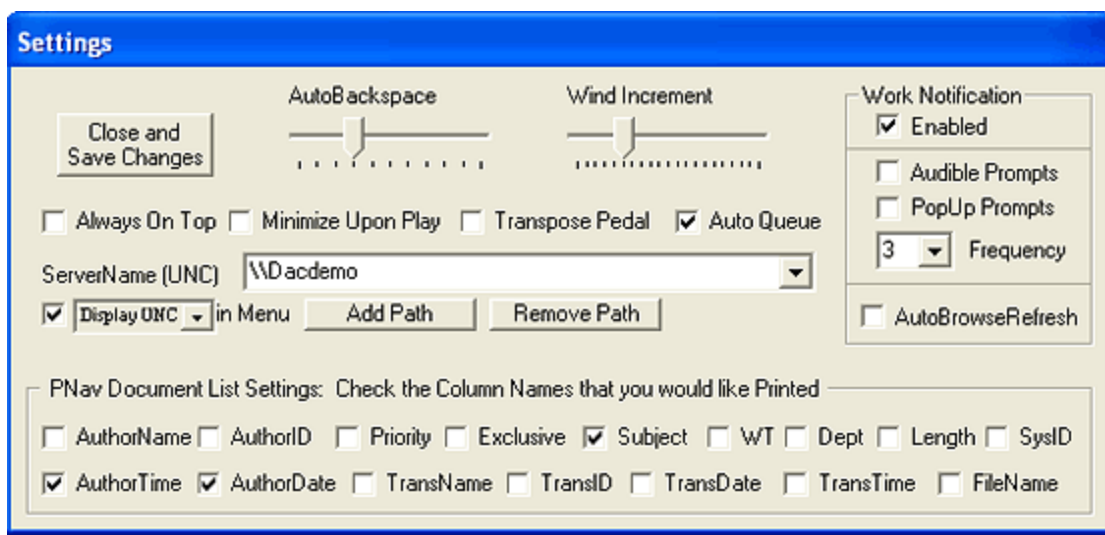 Settings
AutoBackspace Wind Increment Work Notification
Close and
Save Changes
Enabled
Audible Prompts
PopUp Prompts
Always On Top Minimize Upon Play Transpose Pedal Auto Queue
3 Frequency
ServerName (UNC) \\Dacdemo
Display UNC in Menu Add Path Remove Path AutoBrowseRefresh
PNav Document List Settings: Check the Column Names that you would like Printed
AuthorName AuthorID Priority Exclusive Subject WT Dept Length SysID
AuthorTime AuthorDate TransName TransID TransDate TransTime FileName